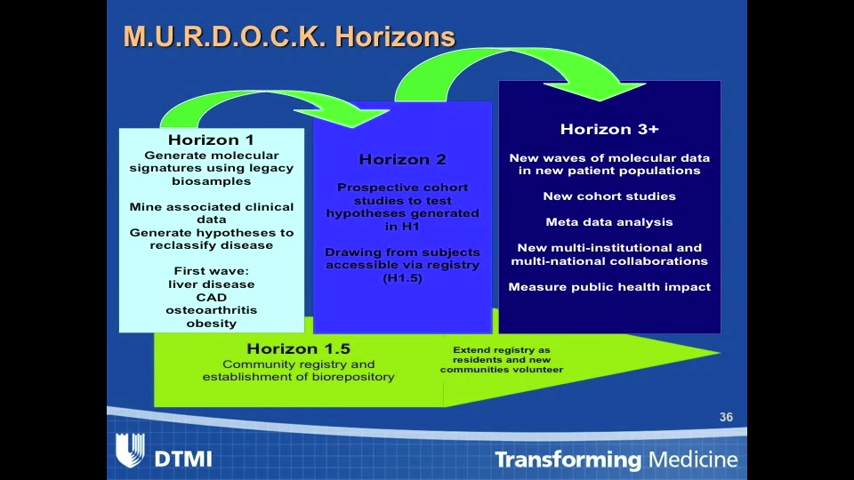 M.U.R.D.O.C.K. Horizons
Horizon 1
Generate molecular
signatures using legacy
biosamples
Mine associated clinical
data
Generate hypotheses to
reclassify disease
First wave:
liver disease
CAD
osteoarthritis
obesity
Horizon 2
Prospective cohort
studies to test
hypotheses generated
in H1
Drawing from subjects
accessible via registry
(H1.5)
Horizon 3+
New waves of molecular data
in new patient populations
New cohort studies
Meta data analysis
New multi-institutional and
multi-national collaborations
Measure public health impact
Horizon 1.5
Community registry and
establishment of biorepository
Extend registry as
residents and new
communities volunteer
36
DTMI
Transforming Medicine